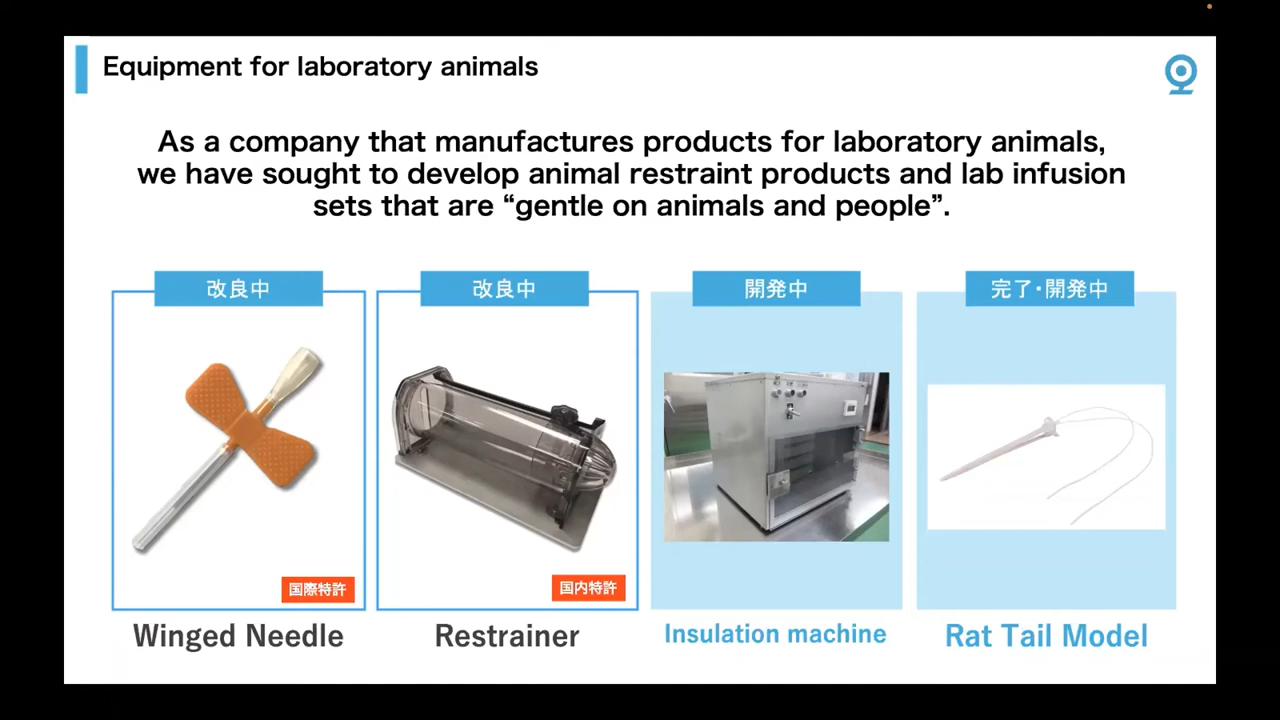 Equipment for laboratory animals
As a company that manufactures products for laboratory animals,
we have sought to develop animal restraint products and lab infusion
sets that are “gentle on animals and people”.
改良中
改良中
開発中
完了・開発中
国際特許
国内特許
Winged Needle
Restrainer
Insulation machine
Rat Tail Model